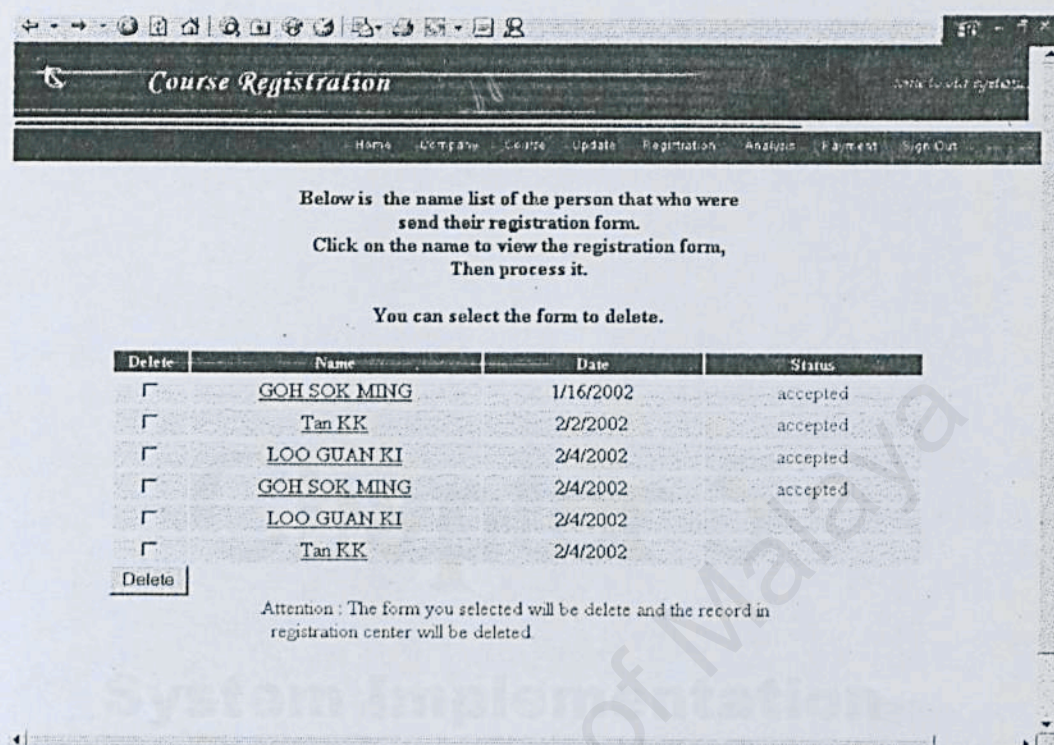 Course Registration
Home Company Course Update Registration Analysis Payment Sign Out
Below is the name list of the person that who were
send their registration form.
Click on the name to view the registration form,
Then process it.
You can select the form to delete.
Delete Name Date Status
GOH SOK MING 1/16/2002 accepted
Tan KK 2/2/2002 accepted
LOO GUAN KI 2/4/2002 accepted
GOH SOK MING 2/4/2002 accepted
LOO GUAN KI 2/4/2002
Tan KK 2/4/2002
Delete
Attention : The form you selected will be delete and the record in
registration center will be deleted.
System Implementation
of Malaya